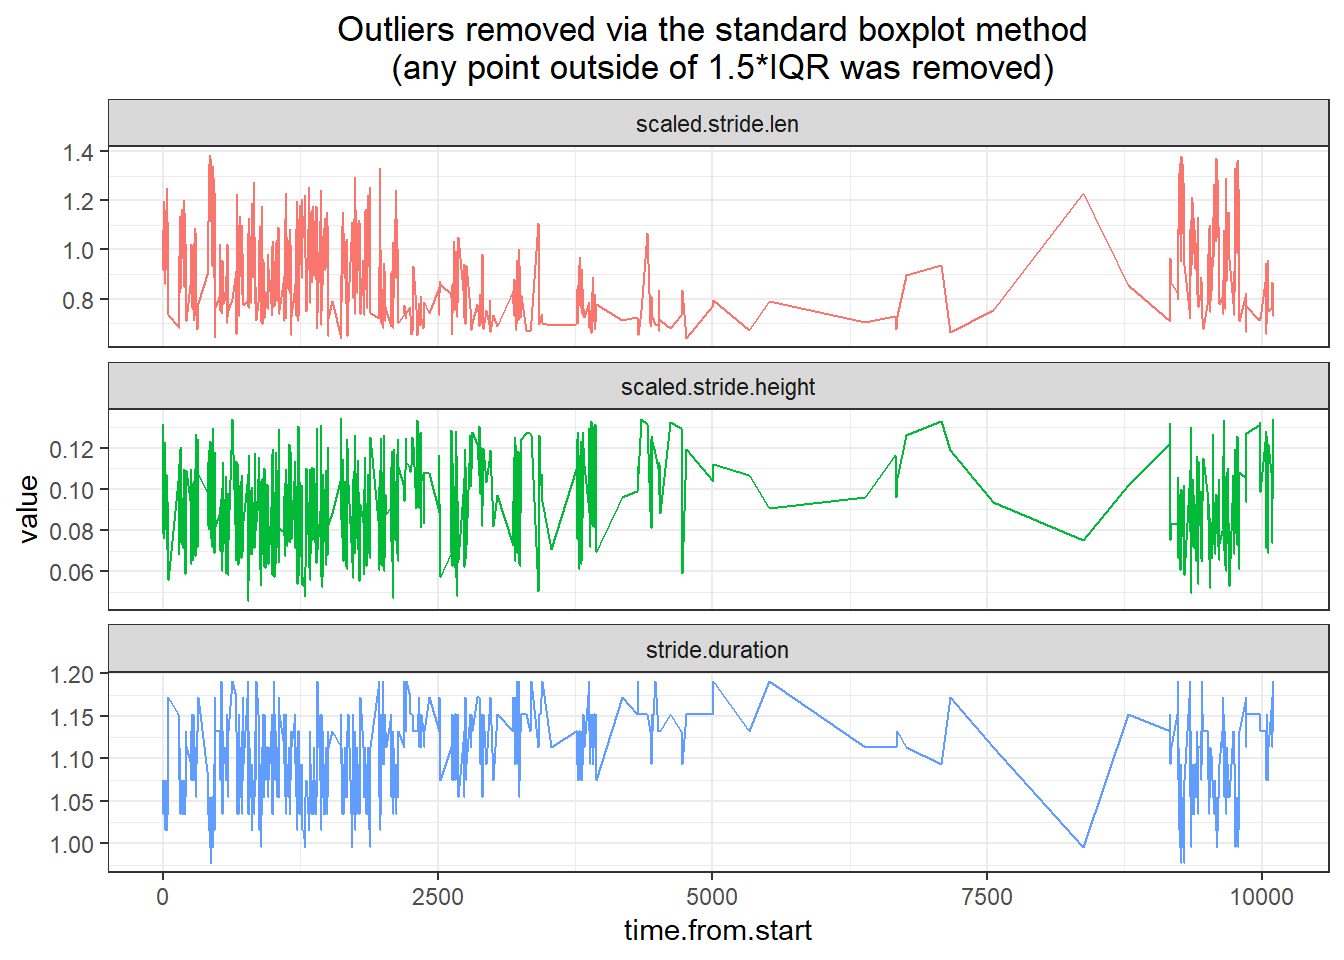 Outliers removed via the standard boxplot method
(any point outside of 1.5*IQR was removed)
scaled.stride.len
1.4
1.2
1.0
0.8
scaled.stride.height
0.12
0.10
0.08
0.06
value
stride.duration
1.20
1.15
1.10
1.05
1.00
0 2500 5000 7500 10000
time.from.start